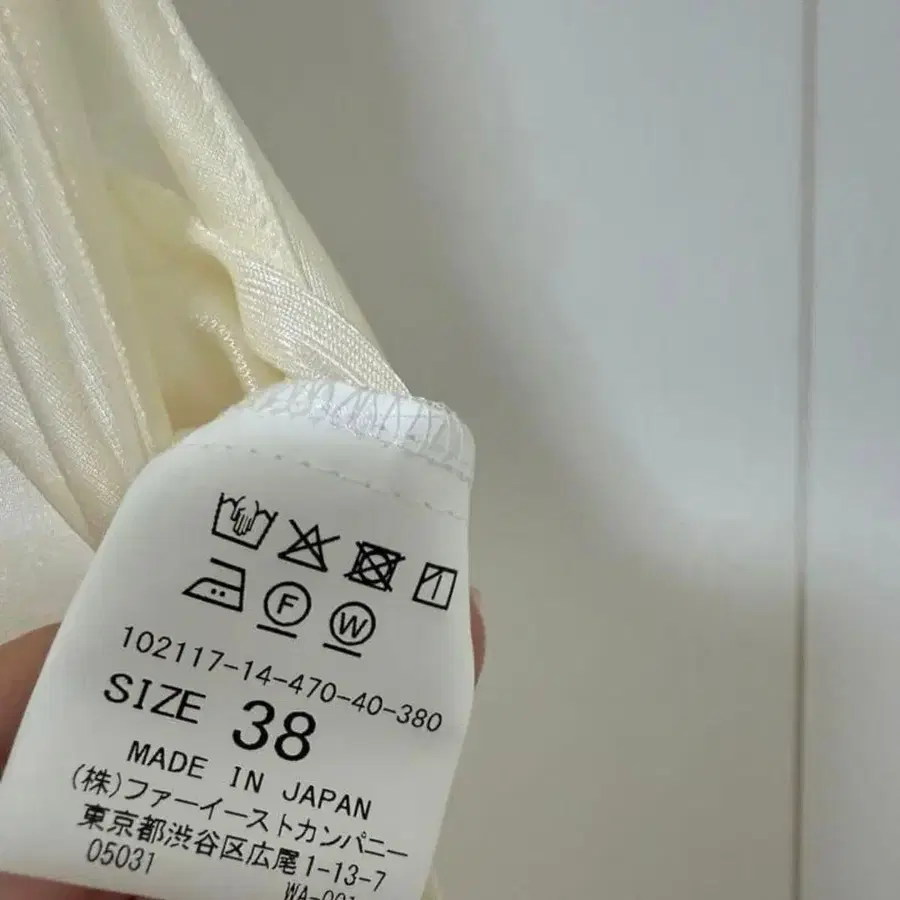 F W
102117-14-470-40-380
SIZE 38
MADE IN JAPAN
(株)ファーイーストカンパニー
東京都渋谷区広尾1-13-7
05031